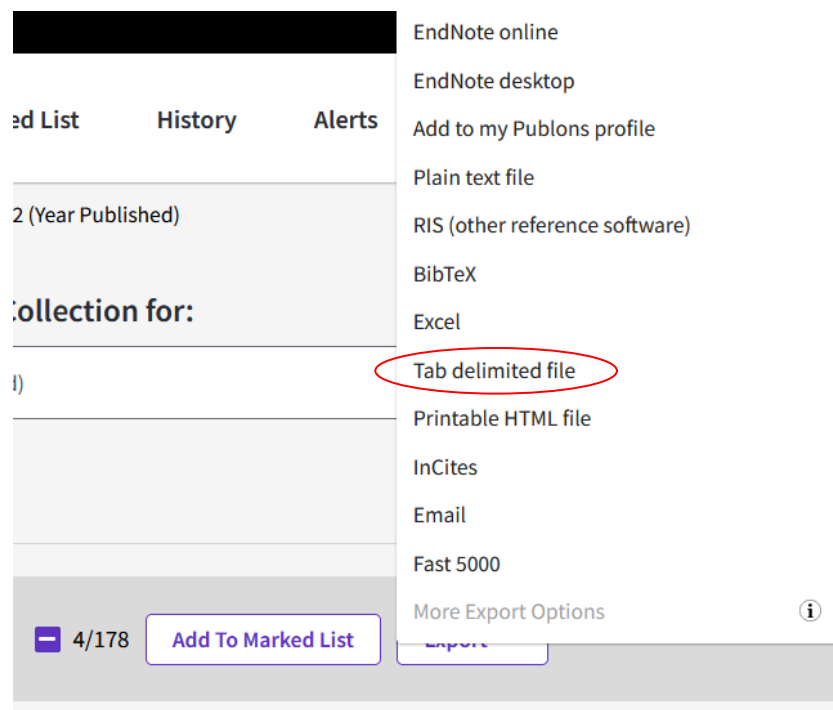 EndNote online
EndNote desktop
Add to my Publons profile
Plain text file
RIS (other reference software)
BibTeX
Excel
Tab delimited file
Printable HTML file
InCites
Email
Fast 5000
More Export Options
ed List History Alerts
2 (Year Published)
Collection for:
d)
4/178 Add To Marked List Export